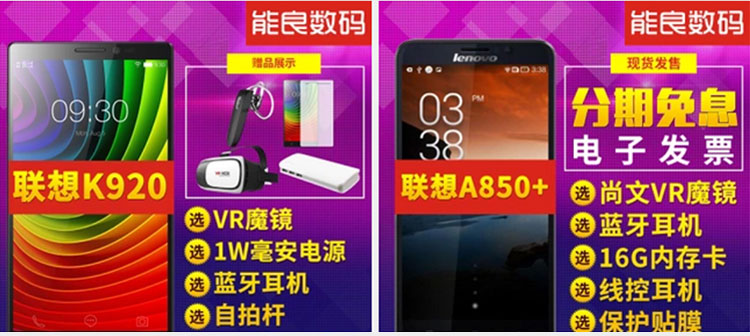 能良数码
赠品展示
09:30
联想K920
选 VR魔镜
选 1W毫安电源
选 蓝牙耳机
选 自拍杆
能良数码
现货发售
lenovo
3:38
03
38
PM
分期免息
电子发票
联想A850+
选 尚文VR魔镜
选 蓝牙耳机
选 16G内存卡
选 线控耳机
选 保护贴膜